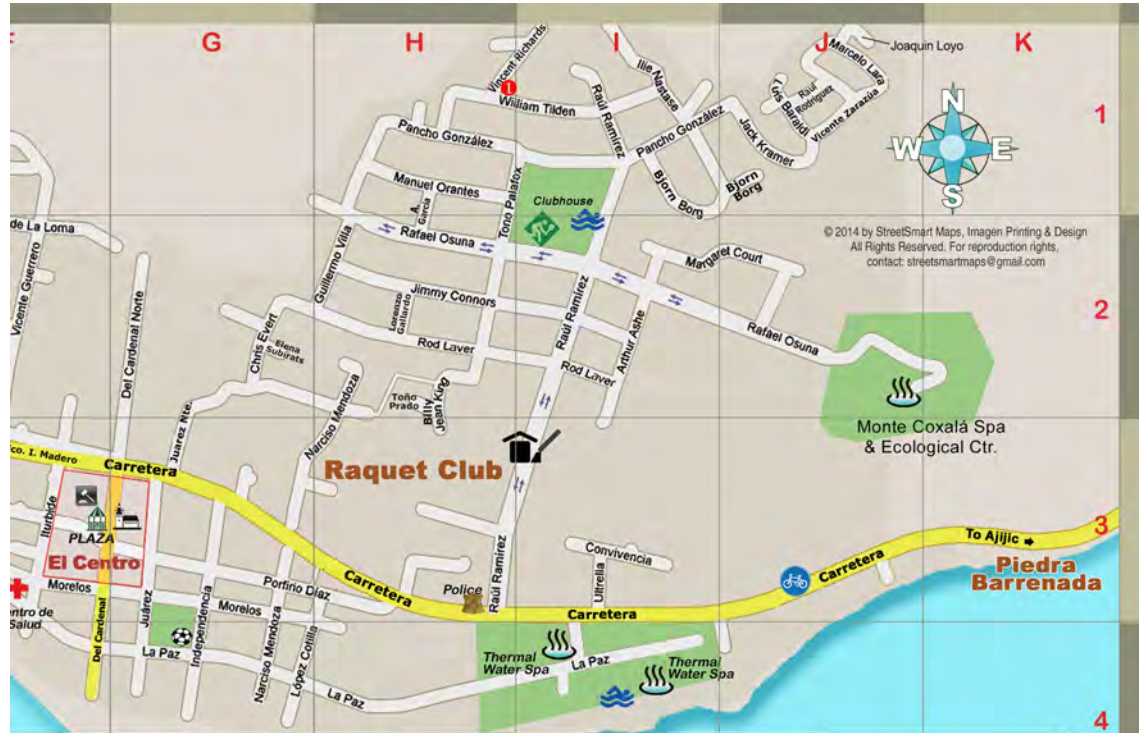 F
G
H
I
J
K
1
2
3
4
N
W
E
S
Joaquin Loyo
Marcelo Lara
Raul
Rodriguez
Luis Baraldi
Vicente Zarazúa
Vincent Richards
1
William Tilden
Ilie Nastase
Raúl Ramírez
Pancho González
Pancho González
Jack Kramer
Bjorn Borg
Bjorn
Borg
Manuel Orantes
A.
García
Tono Palafox
Clubhouse
de La Loma
Vicente Guerrero
Del Cardenal Norte
Guillermo Villa
Rafael Osuna
Margaret Court
© 2014 by StreetSmart Maps, Imagen Printing & Design
All Rights Reserved. For reproduction rights,
contact: streetsmartmaps@gmail.com
Jimmy Connors
Lorenzo
Gallardo
Raúl Ramírez
Arthur Ashe
Rafael Osuna
Chris Evert
Elena
Subirats
Rod Laver
Rod Laver
Narciso Mendoza
Toño
Prado
Billy
Jean King
Juarez Nte.
Monte Coxalá Spa
& Ecological Ctr.
co. I. Madero
Carretera
Raquet Club
Iturbide
PLAZA
El Centro
To Ajijic
Piedra
Barrenada
Convivencia
Ultrella
Raúl Ramírez
Police
Carretera
Carretera
Carretera
Morelos
Porfirio Díaz
Morelos
ntro de
Salud
Del Cardenal
Juárez
Independencia
Narciso Mendoza
López Cotilla
La Paz
La Paz
La Paz
Thermal
Water Spa
Thermal
Water Spa